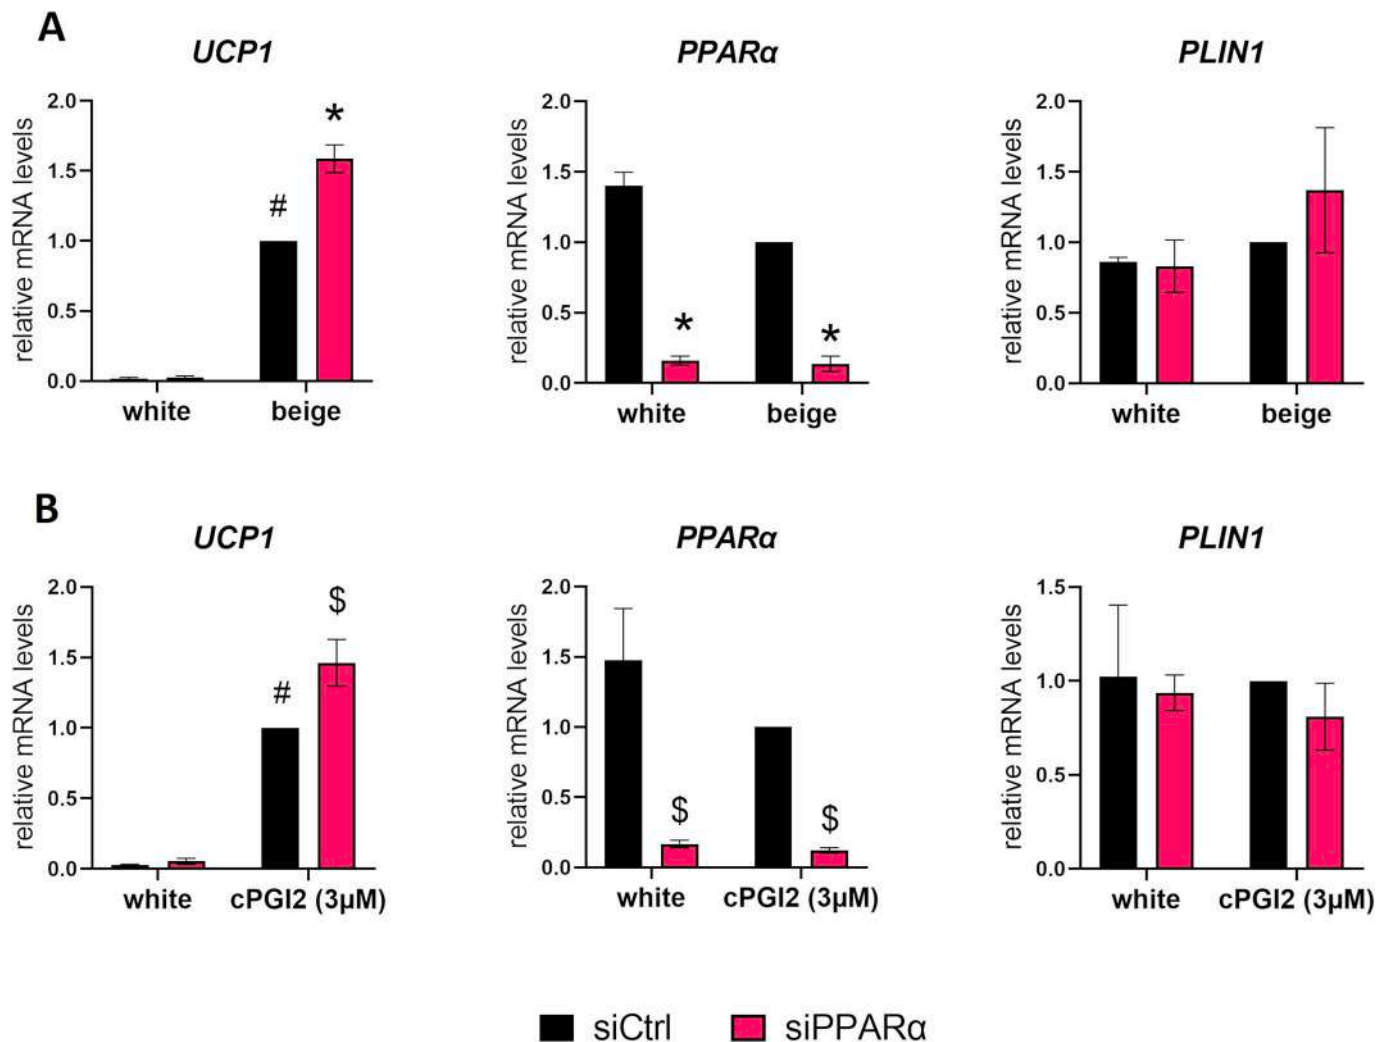 A
UCP1
PPARα
PLIN1
relative mRNA levels
2.0
1.5
1.0
0.5
0.0
#
*
white
beige
relative mRNA levels
2.0
1.5
1.0
0.5
0.0
*
*
white
beige
relative mRNA levels
2.0
1.5
1.0
0.5
0.0
white
beige
B
UCP1
PPARα
PLIN1
relative mRNA levels
2.0
1.5
1.0
0.5
0.0
#
$
white
cPGI2 (3µM)
relative mRNA levels
2.0
1.5
1.0
0.5
0.0
$
$
white
cPGI2 (3µM)
relative mRNA levels
1.5
1.0
0.5
0.0
white
cPGI2 (3µM)
siCtrl
siPPARα